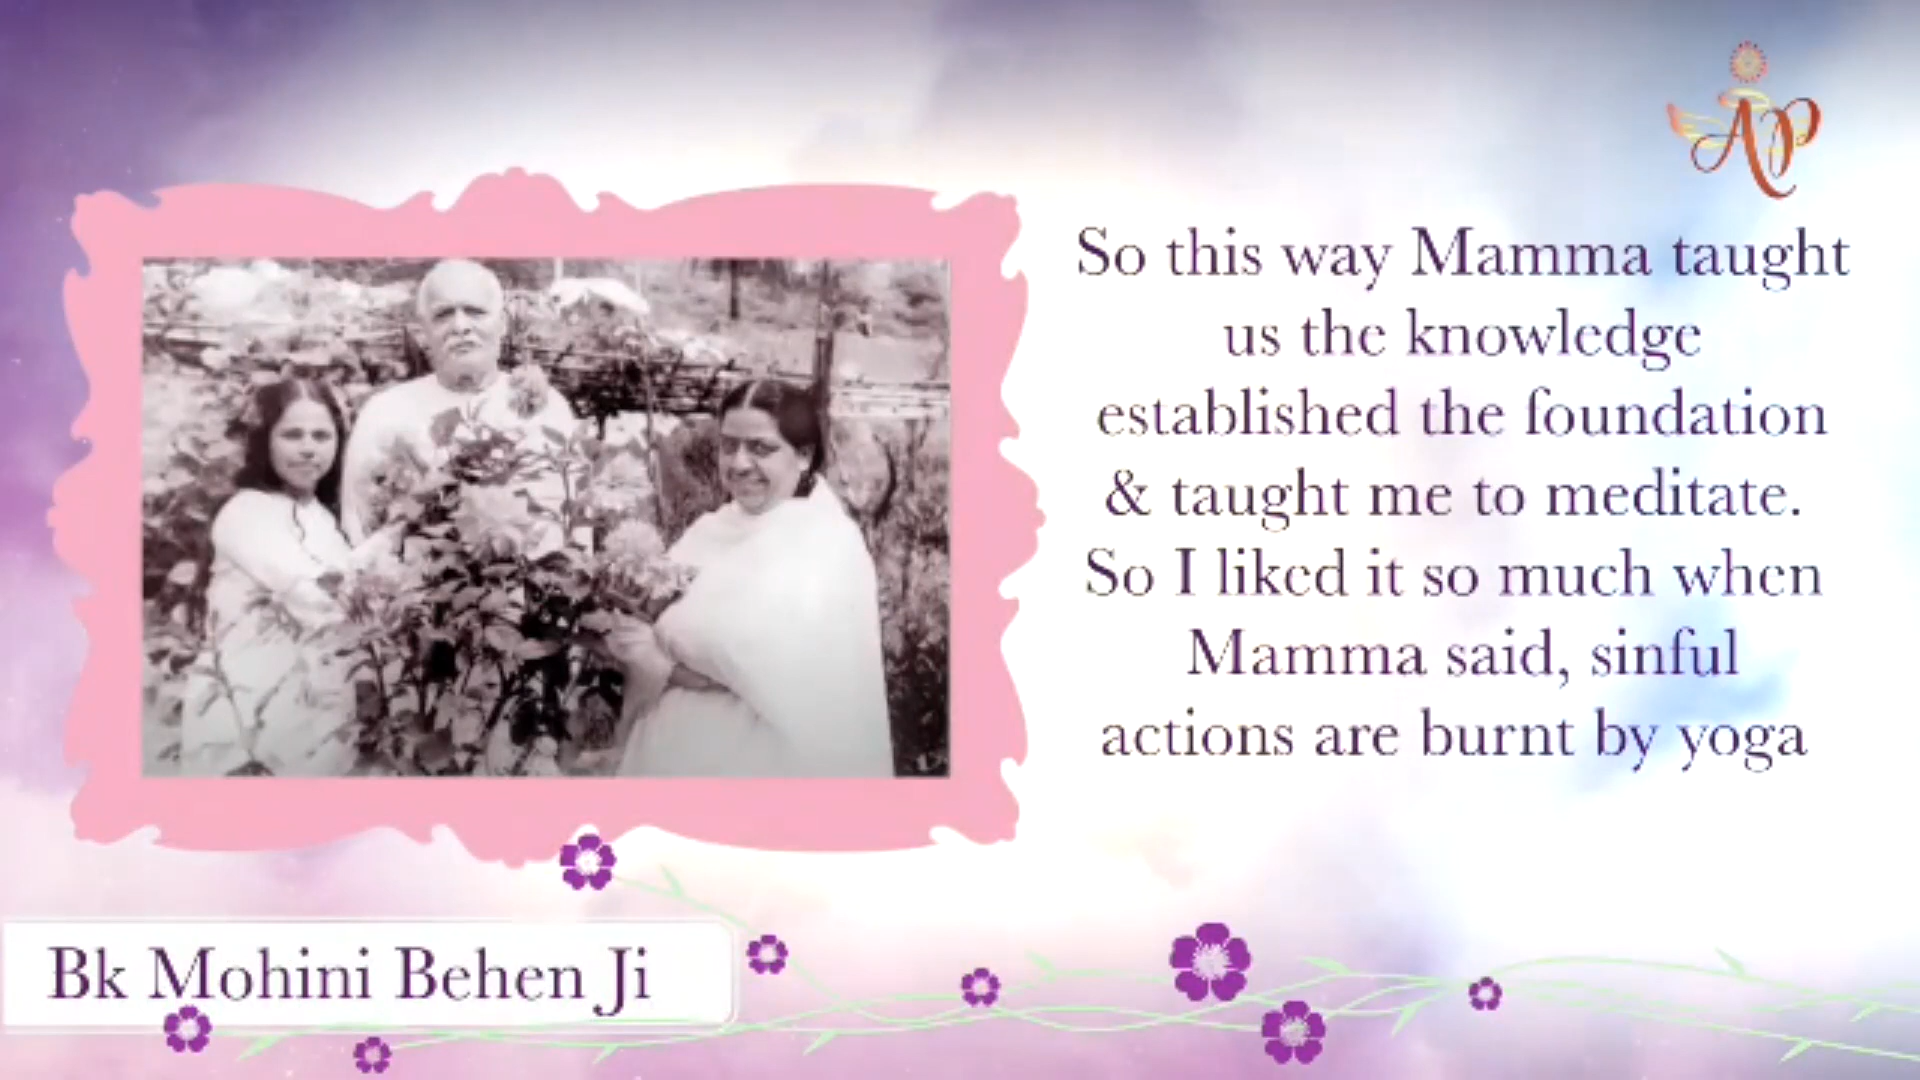 AP
So this way Mamma taught
us the knowledge
established the foundation
& taught me to meditate.
So I liked it so much when
Mamma said, sinful
actions are burnt by yoga
Bk Mohini Behen Ji